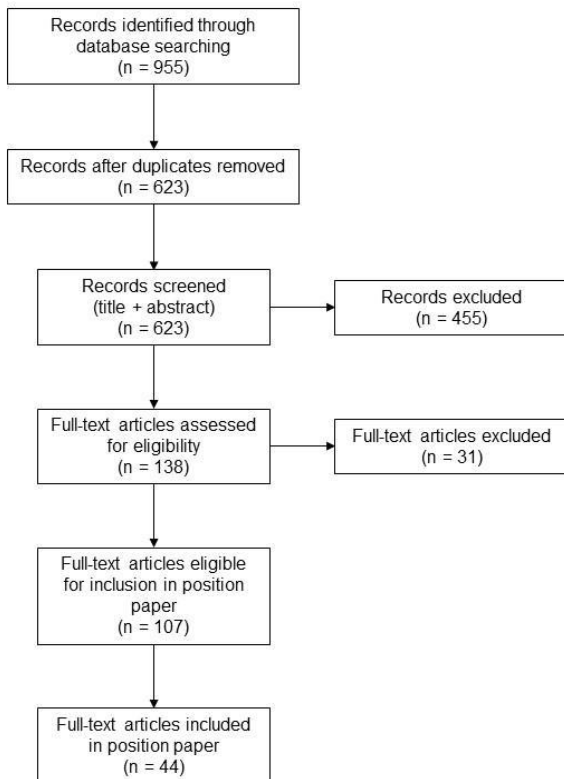 Records identified through
database searching
(n = 955)
Records after duplicates removed
(n = 623)
Records screened
(title + abstract)
(n = 623)
Records excluded
(n = 455)
Full-text articles assessed
for eligibility
(n = 138)
Full-text articles excluded
(n = 31)
Full-text articles eligible
for inclusion in position
paper
(n = 107)
Full-text articles included
in position paper
(n = 44)